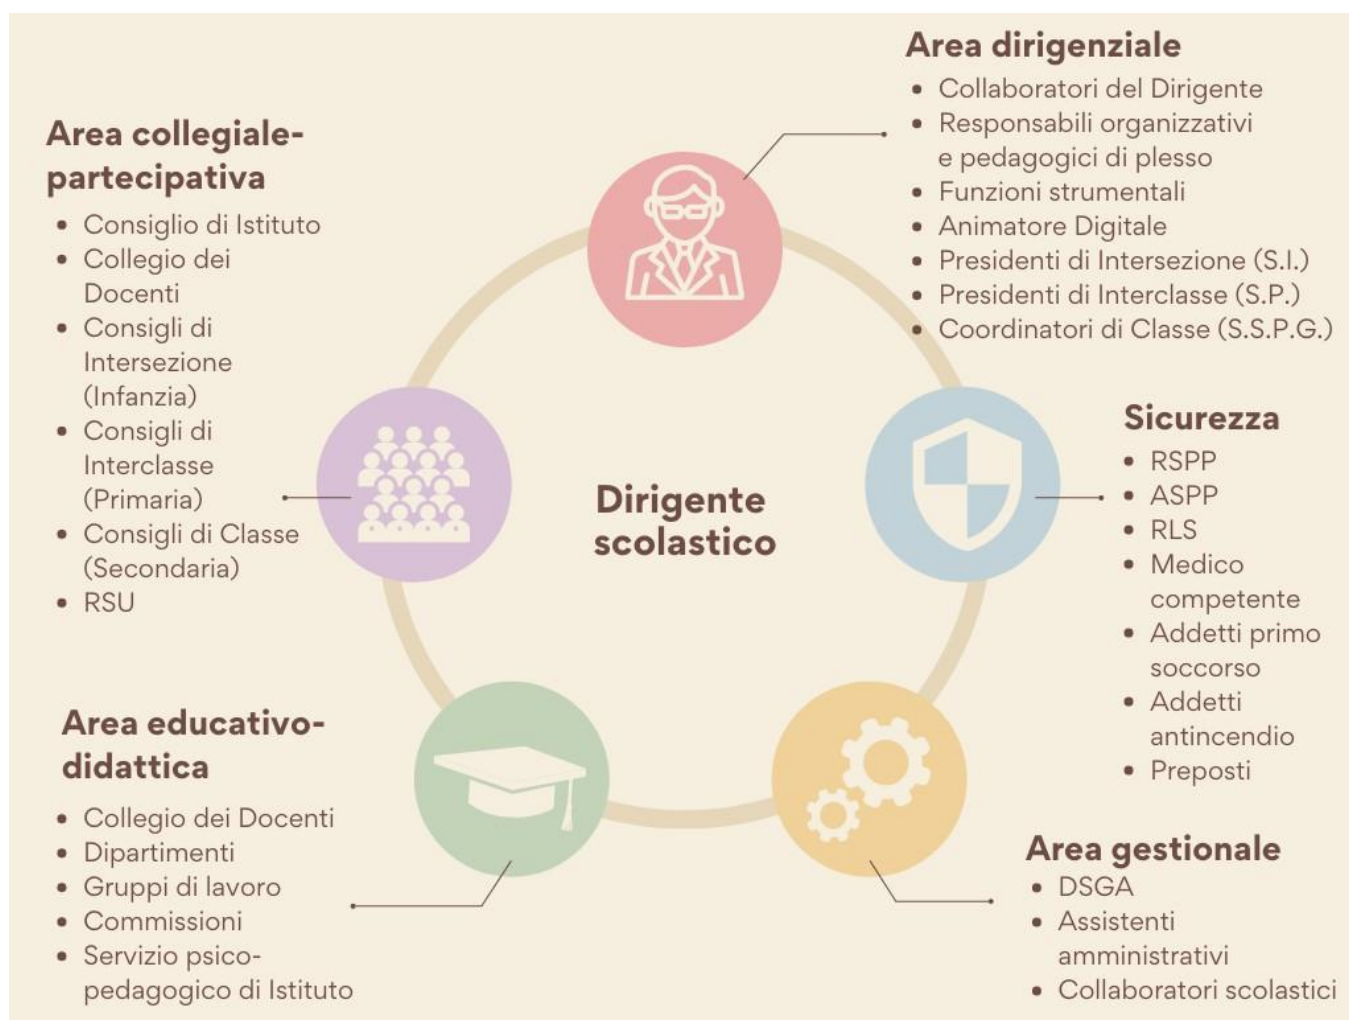 Area dirigenziale
Collaboratori del Dirigente
Responsabili organizzativi
e pedagogici di plesso
Funzioni strumentali
Animatore Digitale
Presidenti di Intersezione (S.I.)
Presidenti di Interclasse (S.P.)
Coordinatori di Classe (S.S.P.G.)
Area collegiale-
partecipativa
Consiglio di Istituto
Collegio dei
Docenti
Consigli di
Intersezione
(Infanzia)
Consigli di
Interclasse
(Primaria)
Consigli di Classe
(Secondaria)
RSU
Dirigente
scolastico
Sicurezza
RSPP
ASPP
RLS
Medico
competente
Addetti primo
soccorso
Addetti
antincendio
Preposti
Area educativo-
didattica
Collegio dei Docenti
Dipartimenti
Gruppi di lavoro
Commissioni
Servizio psico-
pedagogico di Istituto
Area gestionale
DSGA
Assistenti
amministrativi
Collaboratori scolastici